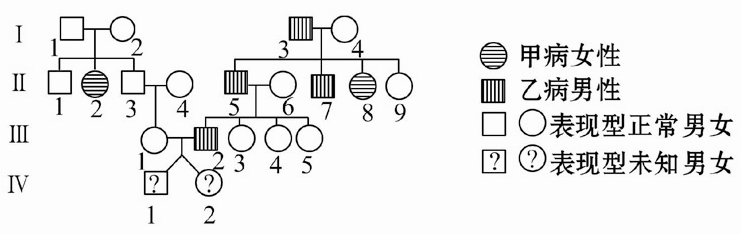 I
1 2 3 4
II
1 2 3 4 5 6 7 8 9
III
1 2 3 4 5
IV
? ?
1 2
甲病女性
乙病男性
表现型正常男女
? ? 表现型未知男女